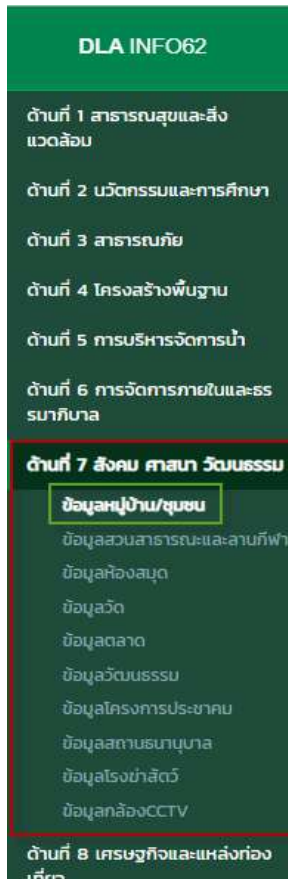 DLA INFO62
ด้านที่ 1 สาธารณสุขและสิ่ง
แวดล้อม
ด้านที่ 2 นวัตกรรมและการศึกษา
ด้านที่ 3 สาธารณภัย
ด้านที่ 4 โครงสร้างพื้นฐาน
ด้านที่ 5 การบริหารจัดการน้ำ
ด้านที่ 6 การจัดการภายในและธร
รมาภิบาล
ด้านที่ 7 สังคม ศาสนา วัฒนธรรม
ข้อมูลหมู่บ้าน/ชุมชน
ข้อมูลสวนสาธารณะและลานกีฬา
ข้อมูลห้องสมุด
ข้อมูลวัด
ข้อมูลตลาด
ข้อมูลวัฒนธรรม
ข้อมูลโครงการประชาคม
ข้อมูลสถานธนานุบาล
ข้อมูลโรงฆ่าสัตว์
ข้อมูลกล้องCCTV
ด้านที่ 8 เศรษฐกิจและแหล่งท่อง
เที่ยว